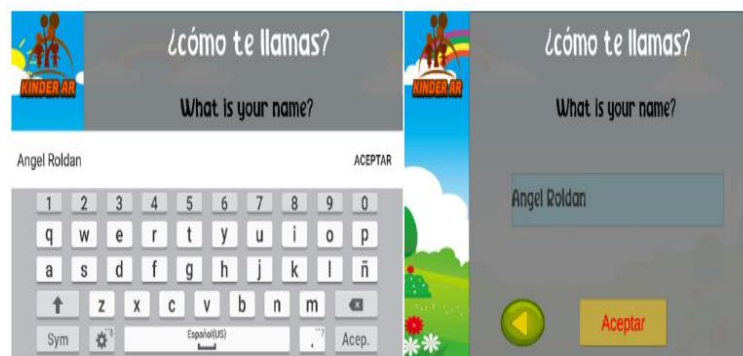 ¿cómo te llamas?
KINDER AR
What is your name?
Angel Roldan ACEPTAR
1 2 3 4 5 6 7 8 9 0
q w e r t y u i o p
a s d f g h j k l ñ
z x c v b n m
Sym Español(US) . Acep.
¿cómo te llamas?
KINDER AR
What is your name?
Angel Roldan
Aceptar